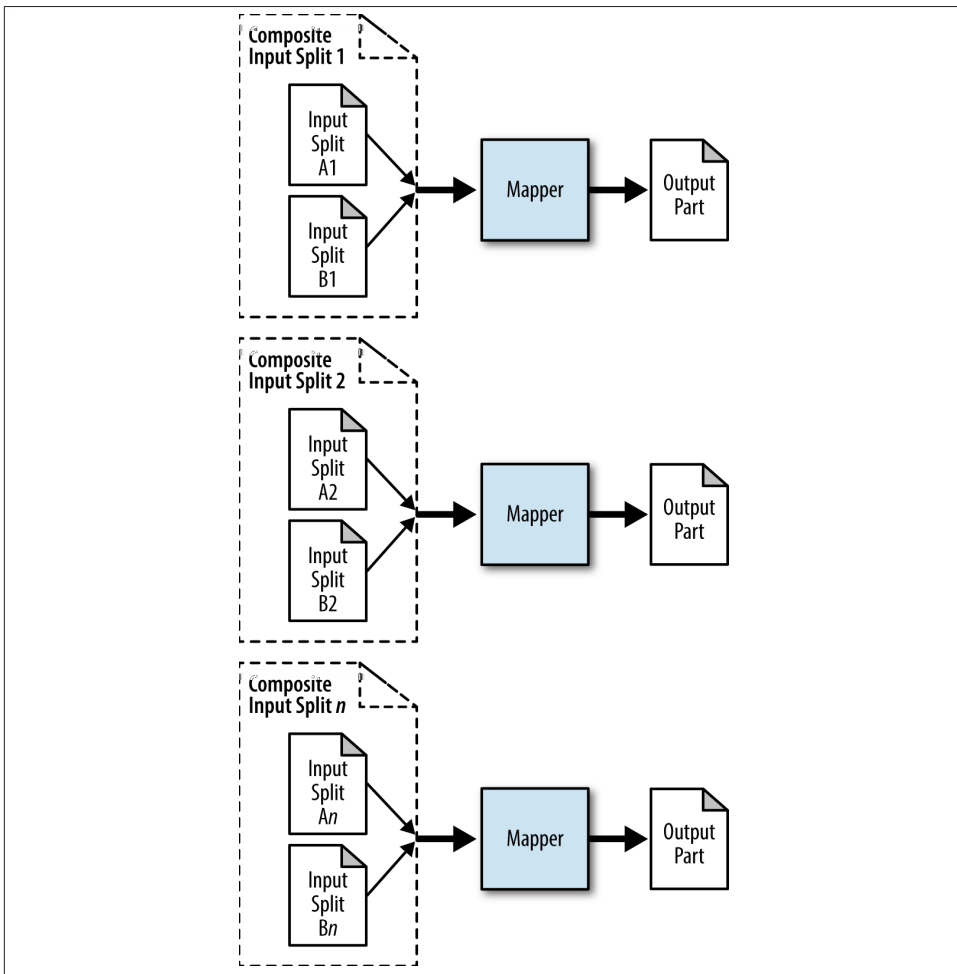 Composite
Input Split 1
Input
Split
A1
Input
Split
B1
Mapper
Output
Part
Composite
Input Split 2
Input
Split
A2
Input
Split
B2
Mapper
Output
Part
Composite
Input Split n
Input
Split
An
Input
Split
Bn
Mapper
Output
Part